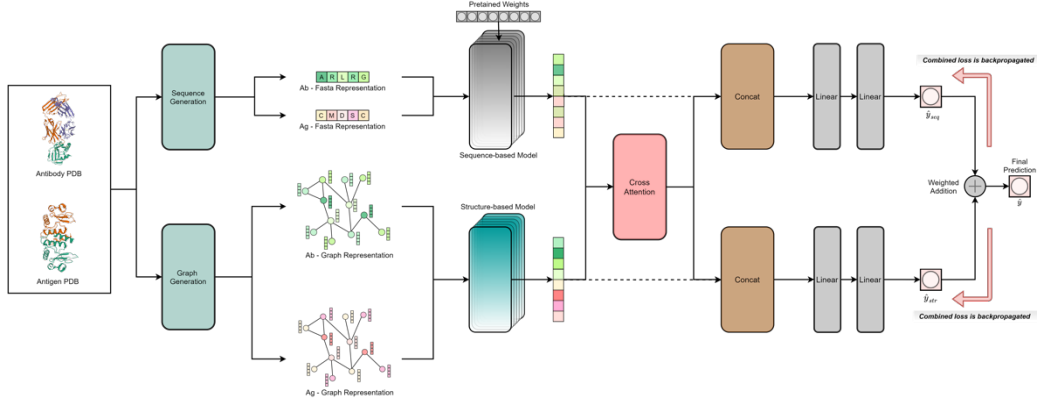 Pretained Weights
Antibody PDB
Antigen PDB
Sequence
Generation
Graph
Generation
A R L R G
Ab - Fasta Representation
C M D S C
Ag - Fasta Representation
Ab - Graph Representation
Ag - Graph Representation
Sequence-based Model
Structure-based Model
Cross
Attention
Concat
Linear
Linear
Concat
Linear
Linear
Combined loss is backpropagated
ŷseq
Weighted
Addition
Final
Prediction
ŷ
ŷstr
Combined loss is backpropagated